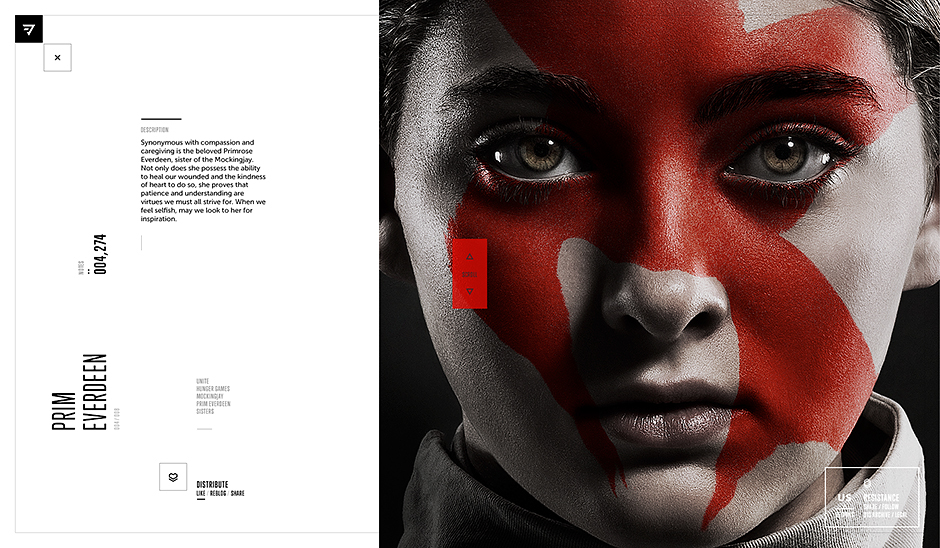 DESCRIPTION
Synonymous with compassion and
caregiving is the beloved Primrose
Everdeen, sister of the Mockingjay.
Not only does she possess the ability
to heal our wounded and the kindness
of heart to do so, she proves that
patience and understanding are
virtues we must all strive for. When we
feel selfish, may we look to her for
inspiration.
NOTES
004,274
PRIM
EVERDEEN
004 / 008
UNITE
HUNGER GAMES
MOCKINGJAY
PRIM EVERDEEN
SISTERS
DISTRIBUTE
LIKE / REBLOG / SHARE
US
RESISTANCE